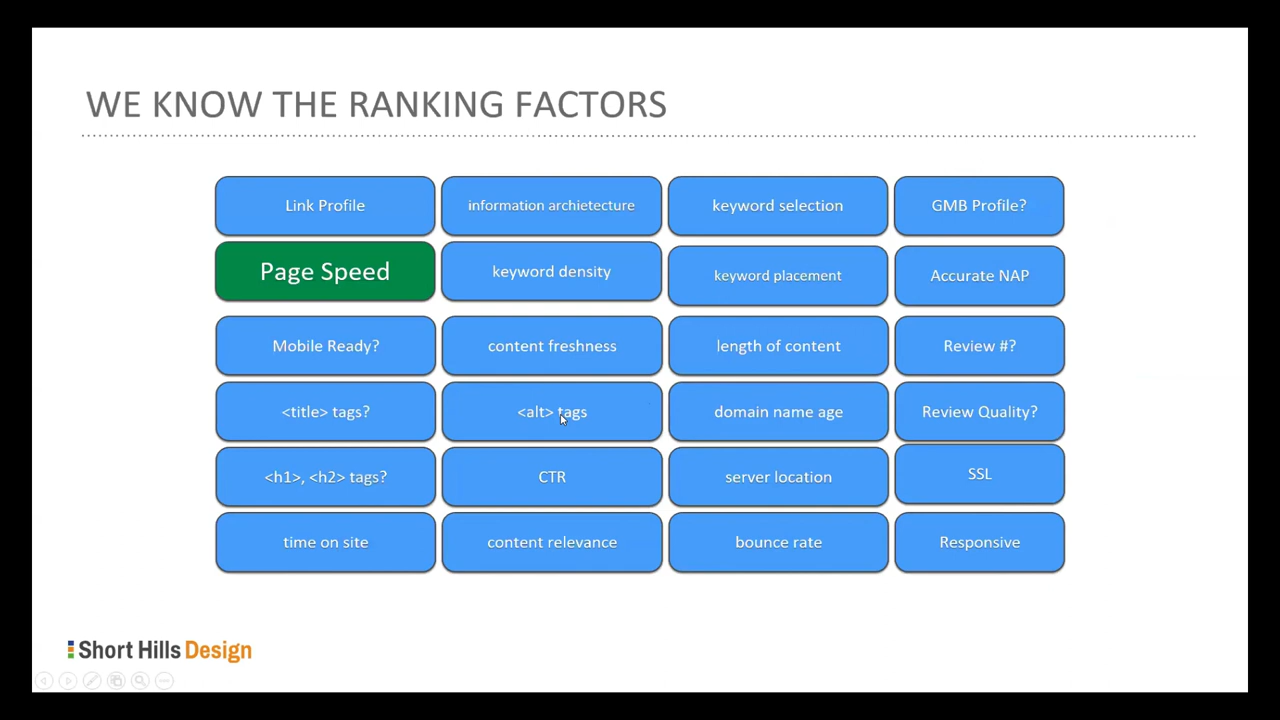 WE KNOW THE RANKING FACTORS
Link Profile
information archietecture
keyword selection
GMB Profile?
Page Speed
keyword density
keyword placement
Accurate NAP
Mobile Ready?
content freshness
length of content
Review #?
<title> tags?
<alt> tags
domain name age
Review Quality?
<h1>, <h2> tags?
CTR
server location
SSL
time on site
content relevance
bounce rate
Responsive
Short Hills Design